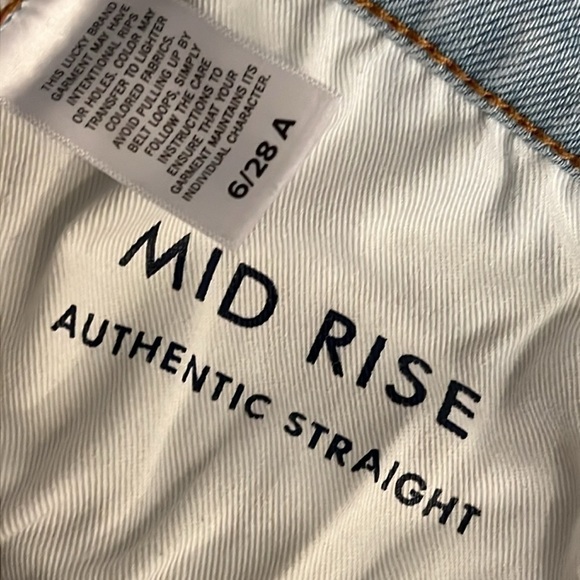 THIS LUCKY BRAND
GARMENT MAY HAVE
INTENTIONAL RIPS
OR HOLES, COLOR MAY
TRANSFER TO LIGHTER
COLORED FABRICS.
AVOID PULLING UP BY
BELT LOOPS, SIMPLY
FOLLOW THE CARE
INSTRUCTIONS TO
ENSURE THAT YOUR
GARMENT MAINTAINS ITS
INDIVIDUAL CHARACTER.
6/28 A
MID RISE
AUTHENTIC STRAIGHT